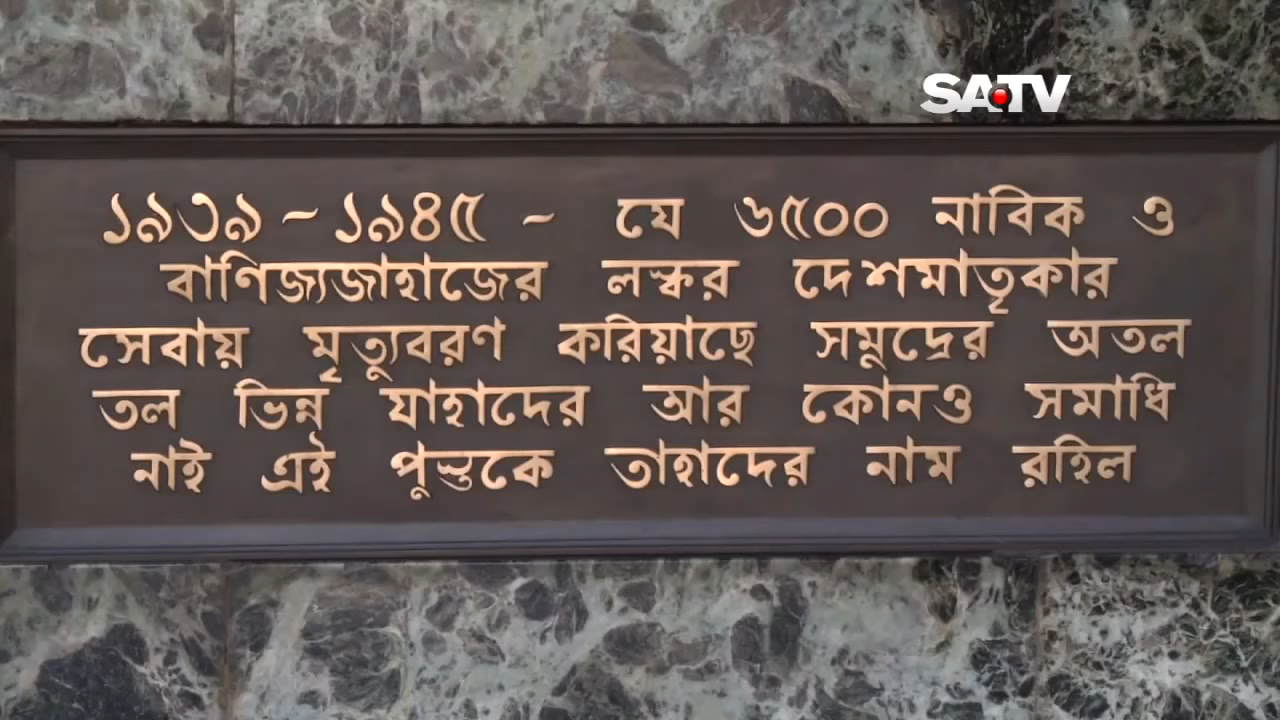 SATV
১৯৩৯ ~ ১৯৪৫ ~ যে ৬৫০০ নাবিক ও
বাণিজ্যজাহাজের লস্কর দেশমাতৃকার
সেবায় মৃত্যুবরণ করিয়াছে সমুদ্রের অতল
তল ভিন্ন যাহাদের আর কোনও সমাধি
নাই এই পুস্তকে তাহাদের নাম রহিল